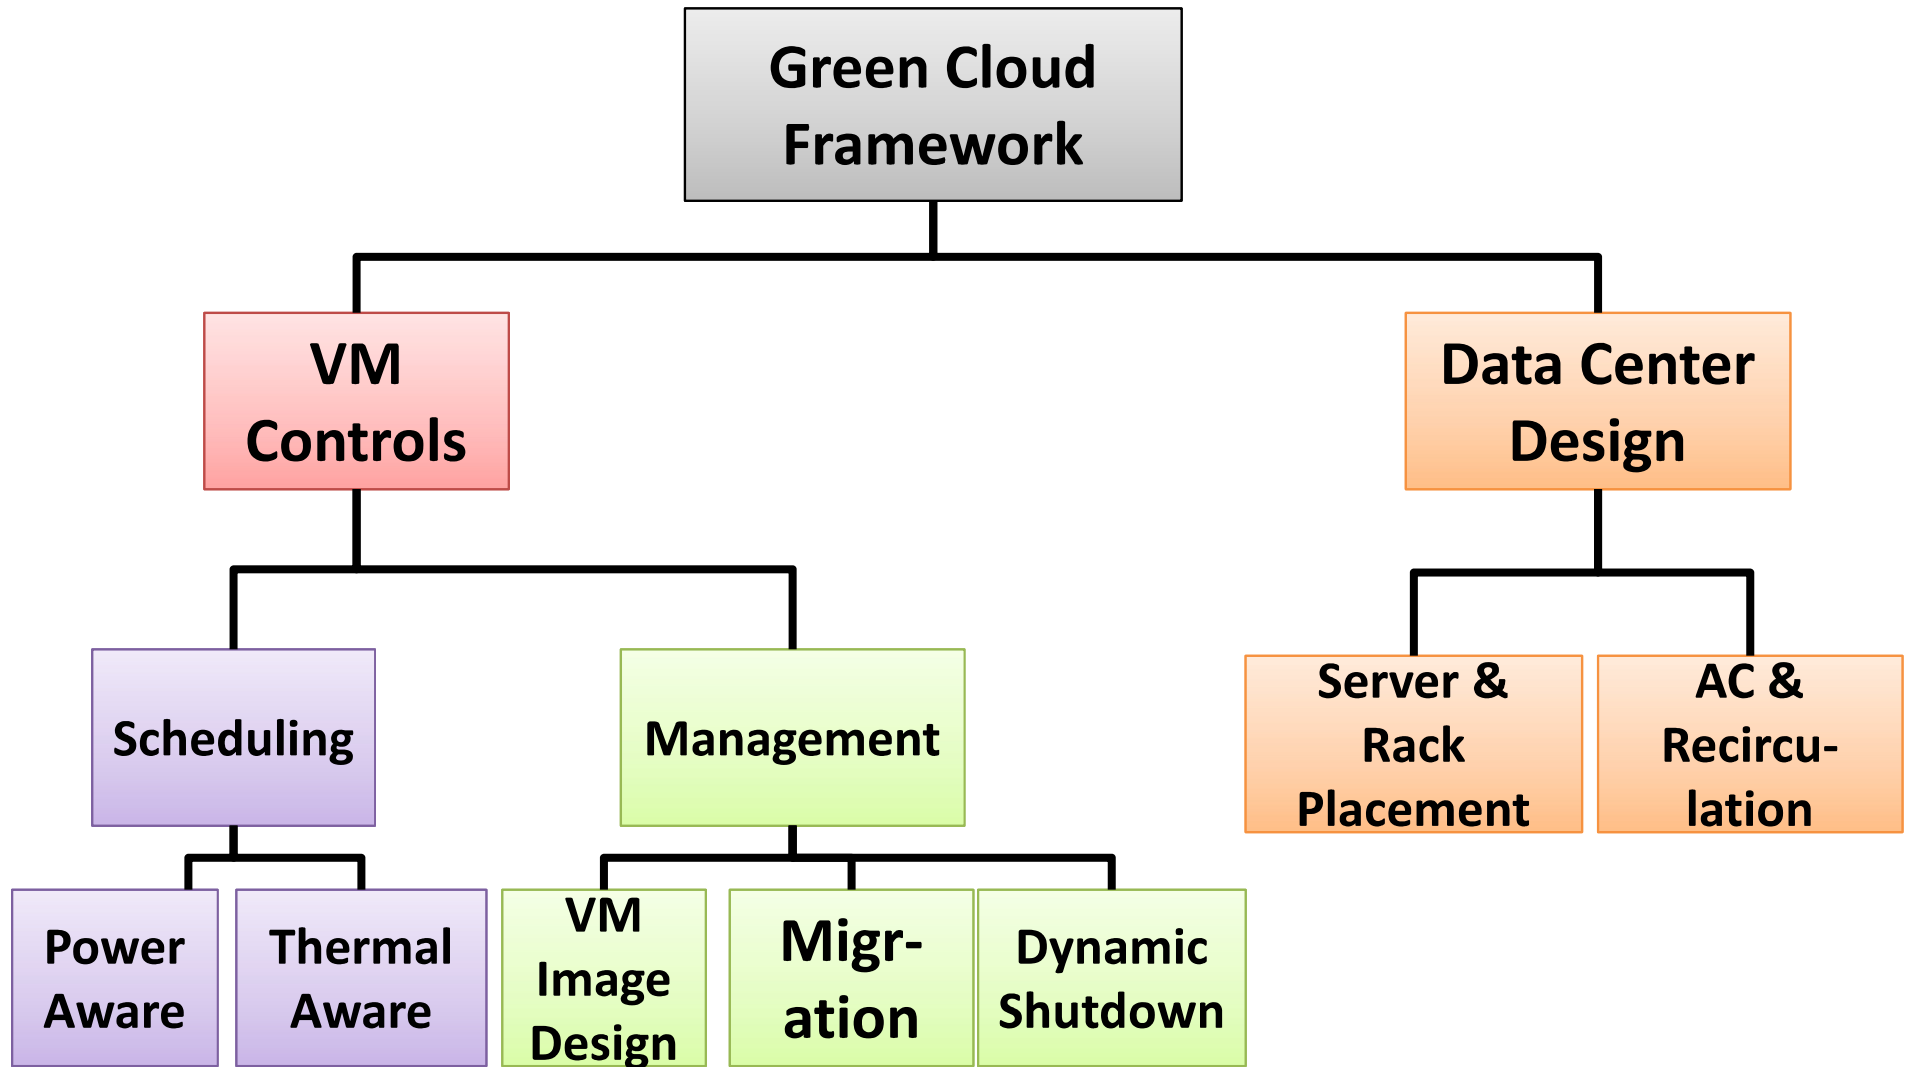 Green Cloud
Framework
VM
Controls
Data Center
Design
Scheduling
Management
Server &
Rack
Placement
AC &
Recircu-
lation
Power
Aware
Thermal
Aware
VM
Image
Design
Migr-
ation
Dynamic
Shutdown